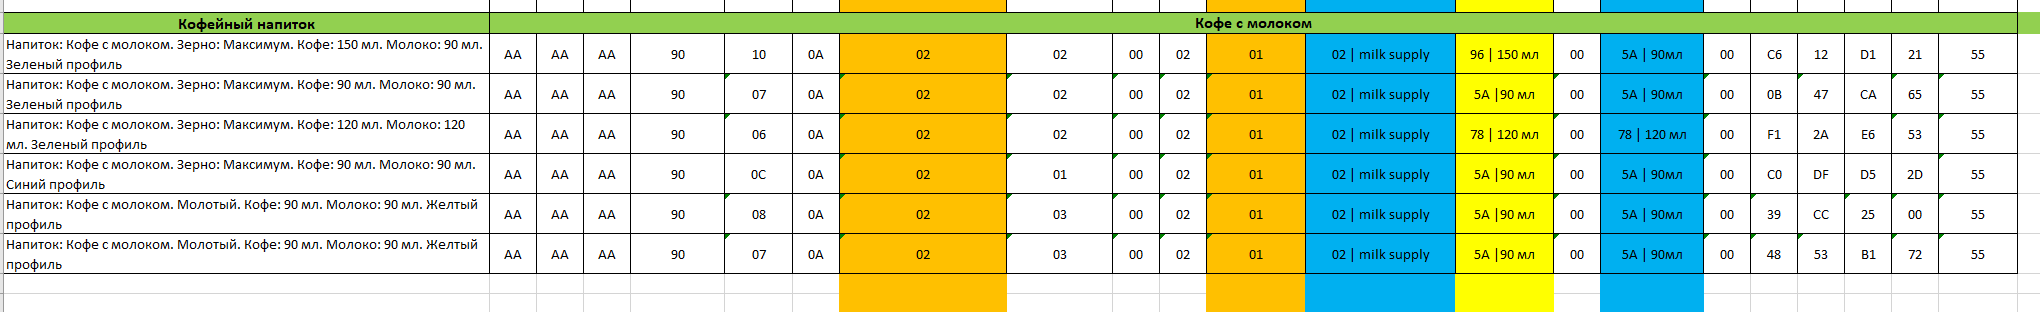 Кофейный напиток Кофе с молоком
Напиток: Кофе с молоком. Зерно: Максимум. Кофе: 150 мл. Молоко: 90 мл.
Зеленый профиль
AA AA AA 90 10 0A 02 02 00 02 01 02 | milk supply 96 | 150 мл 00 5A | 90мл 00 C6 12 D1 21 55
Напиток: Кофе с молоком. Зерно: Максимум. Кофе: 90 мл. Молоко: 90 мл.
Зеленый профиль
AA AA AA 90 07 0A 02 02 00 02 01 02 | milk supply 5A |90 мл 00 5A | 90мл 00 0B 47 CA 65 55
Напиток: Кофе с молоком. Зерно: Максимум. Кофе: 120 мл. Молоко: 120
мл. Зеленый профиль
AA AA AA 90 06 0A 02 02 00 02 01 02 | milk supply 78 | 120 мл 00 78 | 120 мл 00 F1 2A E6 53 55
Напиток: Кофе с молоком. Зерно: Максимум. Кофе: 90 мл. Молоко: 90 мл.
Синий профиль
AA AA AA 90 0C 0A 02 01 00 02 01 02 | milk supply 5A |90 мл 00 5A | 90мл 00 C0 DF D5 2D 55
Напиток: Кофе с молоком. Молотый. Кофе: 90 мл. Молоко: 90 мл. Желтый
профиль
AA AA AA 90 08 0A 02 03 00 02 01 02 | milk supply 5A |90 мл 00 5A | 90мл 00 39 CC 25 00 55
Напиток: Кофе с молоком. Молотый. Кофе: 90 мл. Молоко: 90 мл. Желтый
профиль
AA AA AA 90 07 0A 02 03 00 02 01 02 | milk supply 5A |90 мл 00 5A | 90мл 00 48 53 B1 72 55